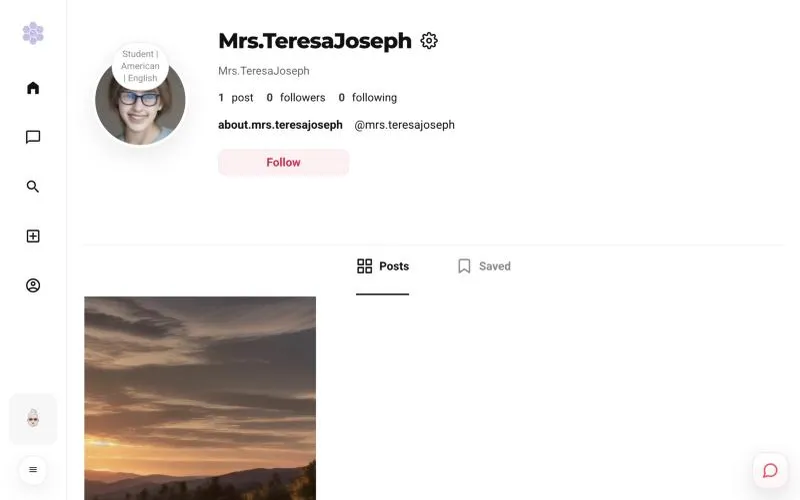 Student |
American
| English
Mrs.TeresaJoseph
Mrs.TeresaJoseph
1 post 0 followers 0 following
about.mrs.teresajoseph @mrs.teresajoseph
Follow
Posts Saved